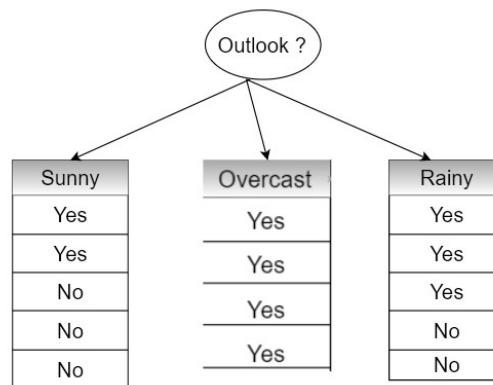 Outlook ?
Sunny
Yes
Yes
No
No
No
Overcast
Yes
Yes
Yes
Yes
Rainy
Yes
Yes
Yes
No
No